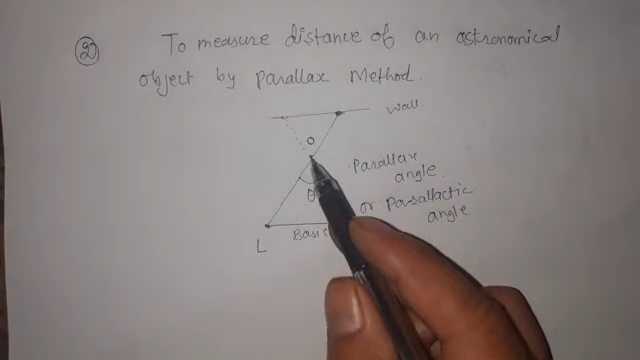 2
To measure distance of an astronomical
object by Parallax Method.
wall
O
Parallax
angle.
θ
or Parallactic
angle
Basis
L